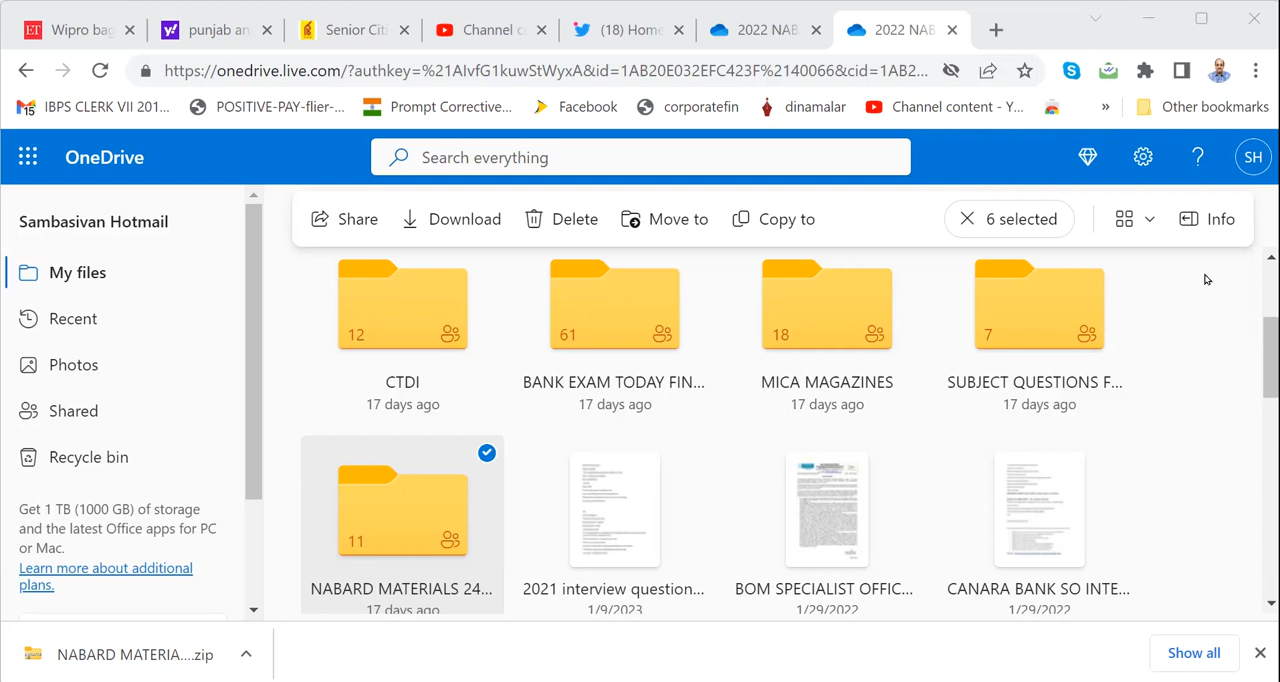 ET Wipro bag
y! punjab an
Senior Citi
Channel c
(18) Home
2022 NAB
2022 NAB
https://onedrive.live.com/?authkey=%21AIvfG1kuwStWyxA&id=1AB20E032EFC423F%2140066&cid=1AB2...
15 IBPS CLERK VII 201...
POSITIVE-PAY-flier-...
Prompt Corrective...
Facebook
corporatefin
dinamalar
Channel content - Y...
»
Other bookmarks
OneDrive
Search everything
?
SH
Sambasivan Hotmail
My files
Recent
Photos
Shared
Recycle bin
Get 1 TB (1000 GB) of storage
and the latest Office apps for PC
or Mac.
Learn more about additional
plans.
Share
Download
Delete
Move to
Copy to
6 selected
Info
12
61
18
7
CTDI
BANK EXAM TODAY FIN...
MICA MAGAZINES
SUBJECT QUESTIONS F...
17 days ago
17 days ago
17 days ago
17 days ago
11
NABARD MATERIALS 24...
2021 interview question...
BOM SPECIALIST OFFIC...
CANARA BANK SO INTE...
17 days ago
1/9/2023
1/29/2022
1/29/2022
NABARD MATERIA....zip
Show all